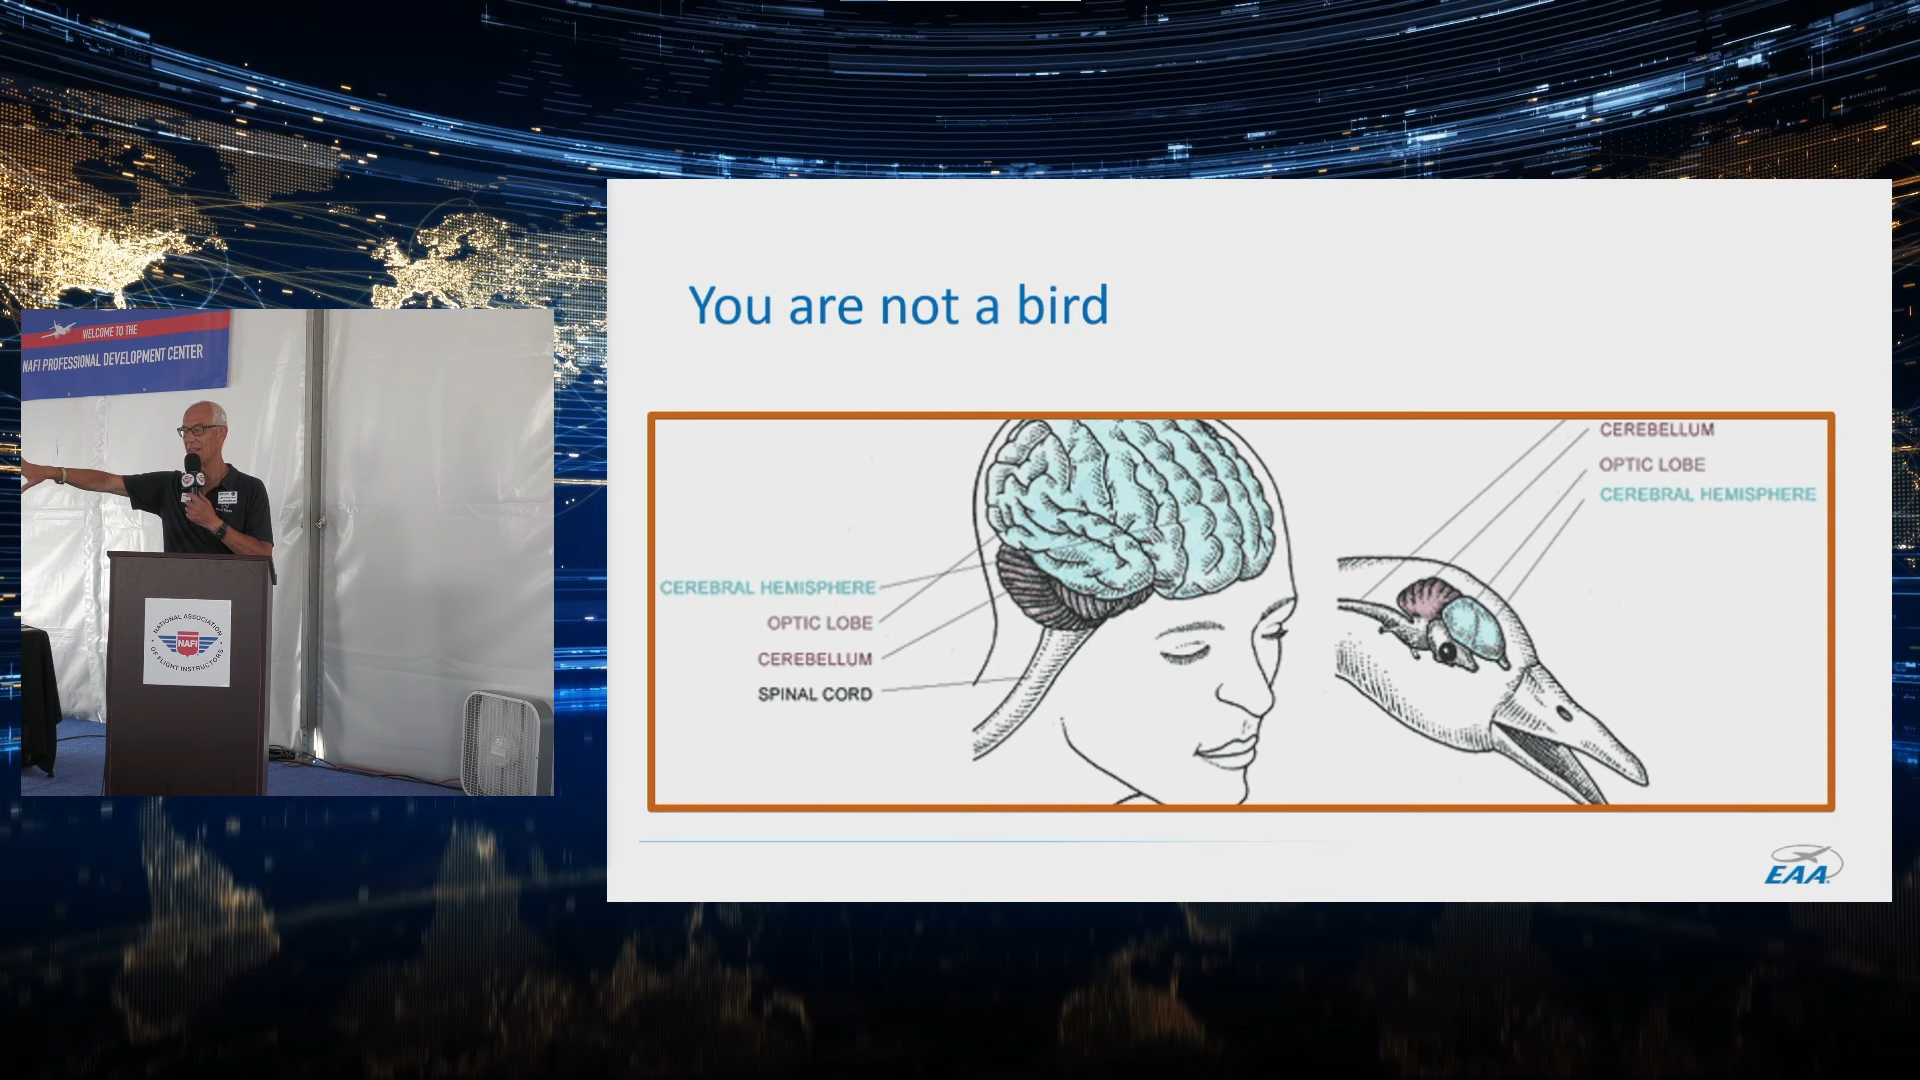 WELCOME TO THE
NAFI PROFESSIONAL DEVELOPMENT CENTER
NATIONAL ASSOCIATION
NAFI
OF FLIGHT INSTRUCTORS
You are not a bird
CEREBRAL HEMISPHERE
OPTIC LOBE
CEREBELLUM
SPINAL CORD
CEREBELLUM
OPTIC LOBE
CEREBRAL HEMISPHERE
EAA